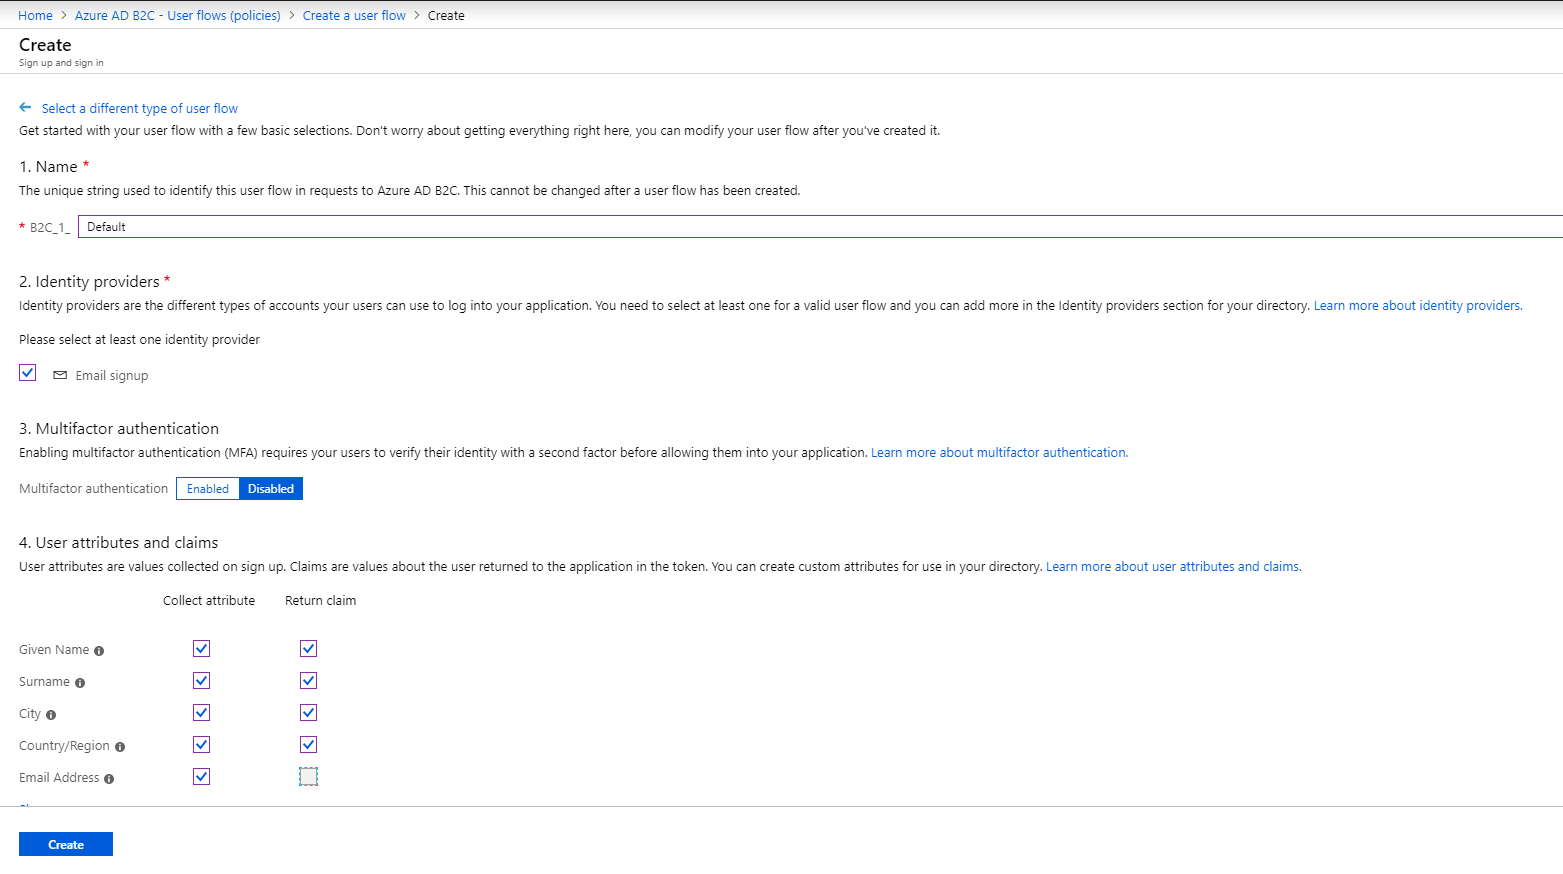 Home > Azure AD B2C - User flows (policies) > Create a user flow > Create
Create
Sign up and sign in
← Select a different type of user flow
Get started with your user flow with a few basic selections. Don't worry about getting everything right here, you can modify your user flow after you've created it.
1. Name *
The unique string used to identify this user flow in requests to Azure AD B2C. This cannot be changed after a user flow has been created.
* B2C_1_ Default
2. Identity providers *
Identity providers are the different types of accounts your users can use to log into your application. You need to select at least one for a valid user flow and you can add more in the Identity providers section for your directory. Learn more about identity providers.
Please select at least one identity provider
Email signup
3. Multifactor authentication
Enabling multifactor authentication (MFA) requires your users to verify their identity with a second factor before allowing them into your application. Learn more about multifactor authentication.
Multifactor authentication Enabled Disabled
4. User attributes and claims
User attributes are values collected on sign up. Claims are values about the user returned to the application in the token. You can create custom attributes for use in your directory. Learn more about user attributes and claims.
Collect attribute Return claim
Given Name
Surname
City
Country/Region
Email Address
Create